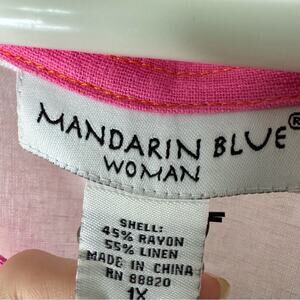 MANDARIN BLUE®
WOMAN
SHELL:
45% RAYON
55% LINEN
MADE IN CHINA
RN 88820
1X